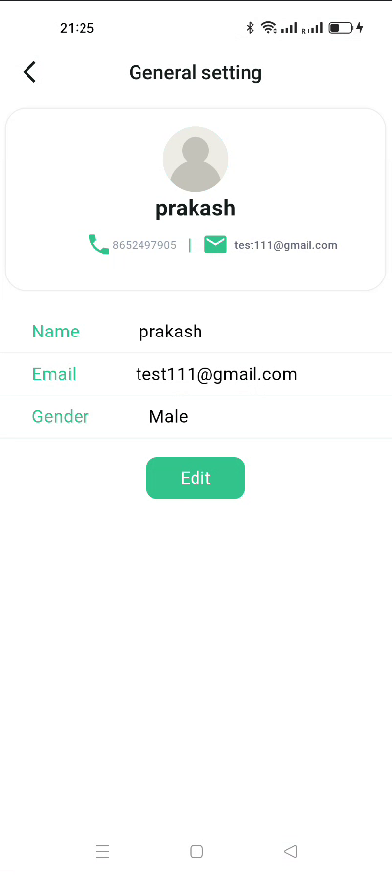 21:25
General setting
prakash
8652497905 | tes:111@gmail.com
Name prakash
Email test111@gmail.com
Gender Male
Edit